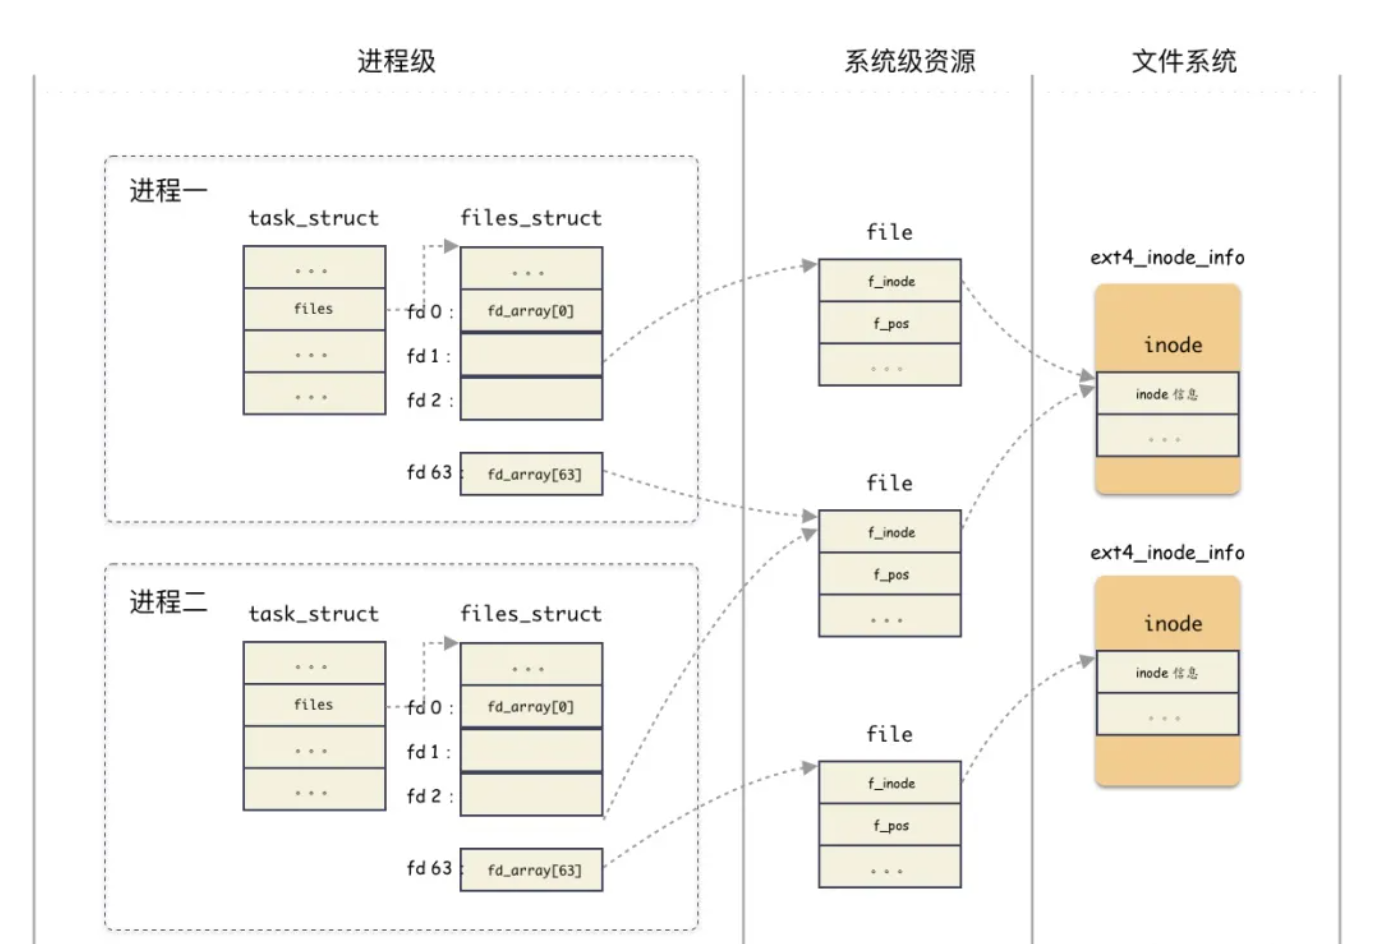 进程级
系统级资源
文件系统
进程一
task_struct
files_struct
...
files
...
...
...
fd 0 :
fd_array[0]
fd 1 :
fd 2 :
fd 63 :
fd_array[63]
进程二
task_struct
files_struct
...
files
...
...
...
fd 0 :
fd_array[0]
fd 1 :
fd 2 :
fd 63 :
fd_array[63]
file
f_inode
f_pos
...
file
f_inode
f_pos
...
file
f_inode
f_pos
...
ext4_inode_info
inode
inode 信息
...
ext4_inode_info
inode
inode 信息
...